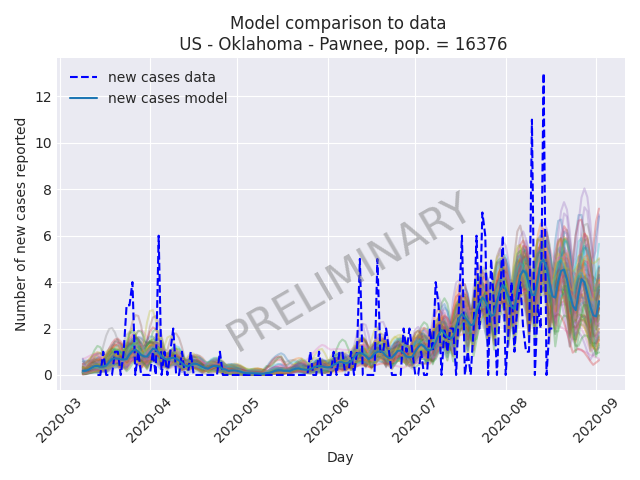 Model comparison to data
US - Oklahoma - Pawnee, pop. = 16376
new cases data
new cases model
PRELIMINARY
Number of new cases reported
12
10
8
6
4
2
0
2020-03
2020-04
2020-05
2020-06
2020-07
2020-08
2020-09
Day